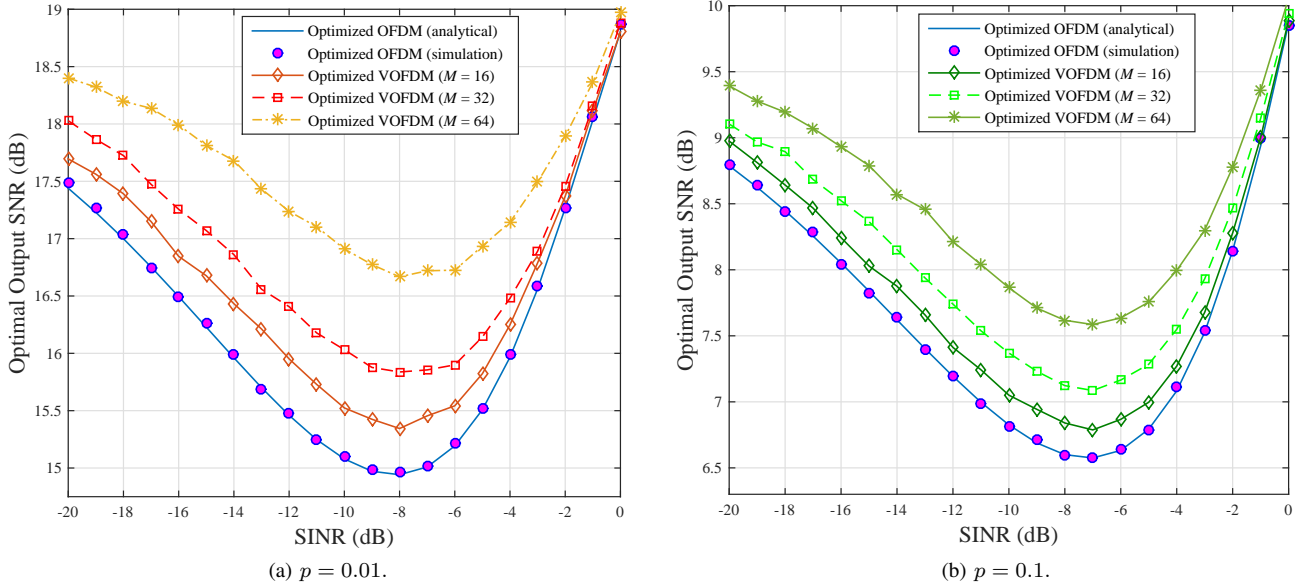 19
18.5
18
17.5
17
16.5
16
15.5
15
Optimal Output SNR (dB)
Optimized OFDM (analytical)
Optimized OFDM (simulation)
Optimized VOFDM (M = 16)
Optimized VOFDM (M = 32)
Optimized VOFDM (M = 64)
-20 -18 -16 -14 -12 -10 -8 -6 -4 -2 0
SINR (dB)
(a) p = 0.01.
10
9.5
9
8.5
8
7.5
7
6.5
Optimal Output SNR (dB)
Optimized OFDM (analytical)
Optimized OFDM (simulation)
Optimized VOFDM (M = 16)
Optimized VOFDM (M = 32)
Optimized VOFDM (M = 64)
-20 -18 -16 -14 -12 -10 -8 -6 -4 -2 0
SINR (dB)
(b) p = 0.1.